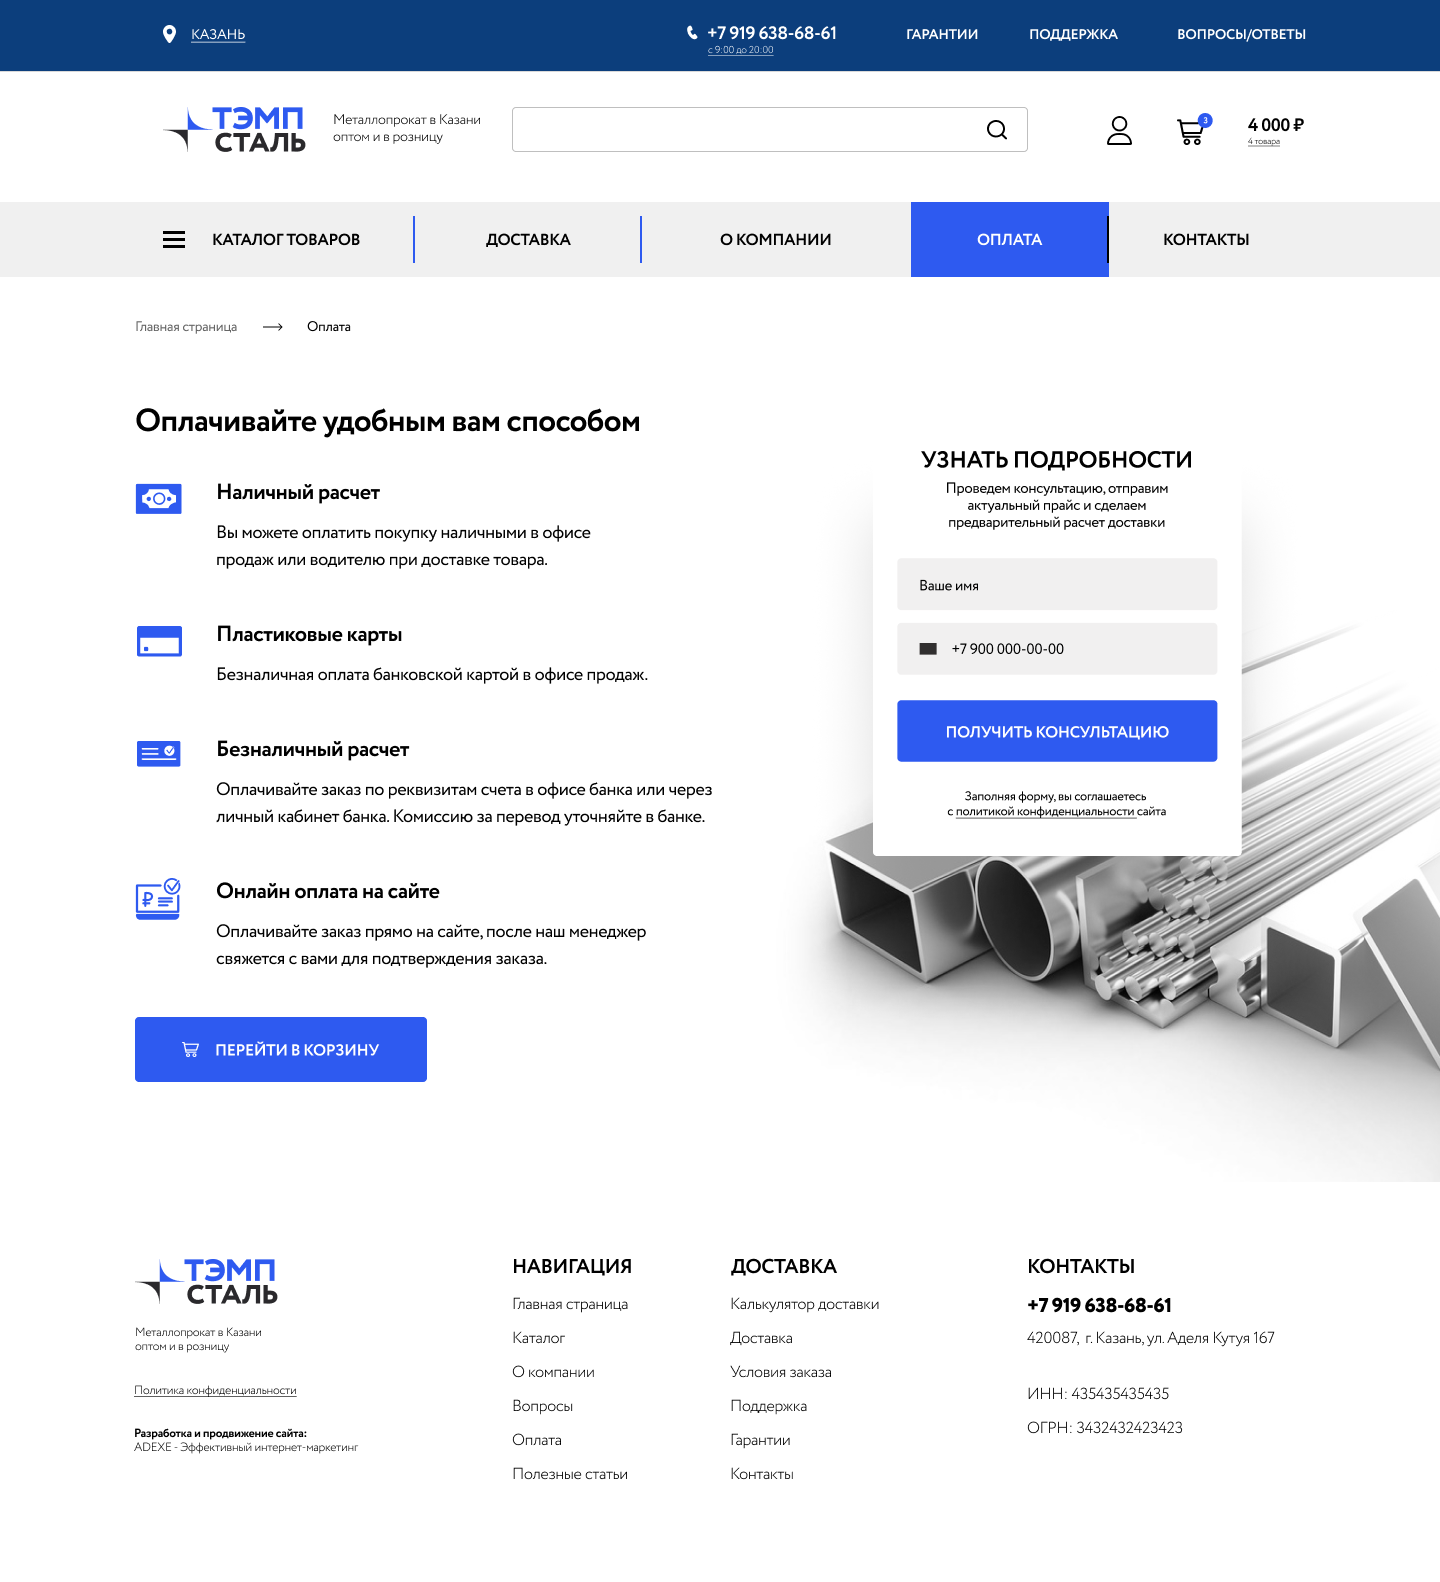 КАЗАНЬ
+7 919 638-68-61
с 9:00 до 20:00
ГАРАНТИИ
ПОДДЕРЖКА
ВОПРОСЫ/ОТВЕТЫ
ТЭМП
СТАЛЬ
Металлопрокат в Казани
оптом и в розницу
3
4 000 ₽
4 товара
КАТАЛОГ ТОВАРОВ
ДОСТАВКА
О КОМПАНИИ
ОПЛАТА
КОНТАКТЫ
Главная страница
Оплата
Оплачивайте удобным вам способом
Наличный расчет
Вы можете оплатить покупку наличными в офисе
продаж или водителю при доставке товара.
Пластиковые карты
Безналичная оплата банковской картой в офисе продаж.
Безналичный расчет
Оплачивайте заказ по реквизитам счета в офисе банка или через
личный кабинет банка. Комиссию за перевод уточняйте в банке.
₽
Онлайн оплата на сайте
Оплачивайте заказ прямо на сайте, после наш менеджер
свяжется с вами для подтверждения заказа.
ПЕРЕЙТИ В КОРЗИНУ
УЗНАТЬ ПОДРОБНОСТИ
Проведем консультацию, отправим
актуальный прайс и сделаем
предварительный расчет доставки
Ваше имя
+7 900 000-00-00
ПОЛУЧИТЬ КОНСУЛЬТАЦИЮ
Заполняя форму, вы соглашаетесь
с политикой конфиденциальности сайта
ТЭМП
СТАЛЬ
Металлопрокат в Казани
оптом и в розницу
Политика конфиденциальности
Разработка и продвижение сайта:
ADEXE - Эффективный интернет-маркетинг
НАВИГАЦИЯ
Главная страница
Каталог
О компании
Вопросы
Оплата
Полезные статьи
ДОСТАВКА
Калькулятор доставки
Доставка
Условия заказа
Поддержка
Гарантии
Контакты
КОНТАКТЫ
+7 919 638-68-61
420087, г. Казань, ул. Аделя Кутуя 167
ИНН: 435435435435
ОГРН: 3432432423423